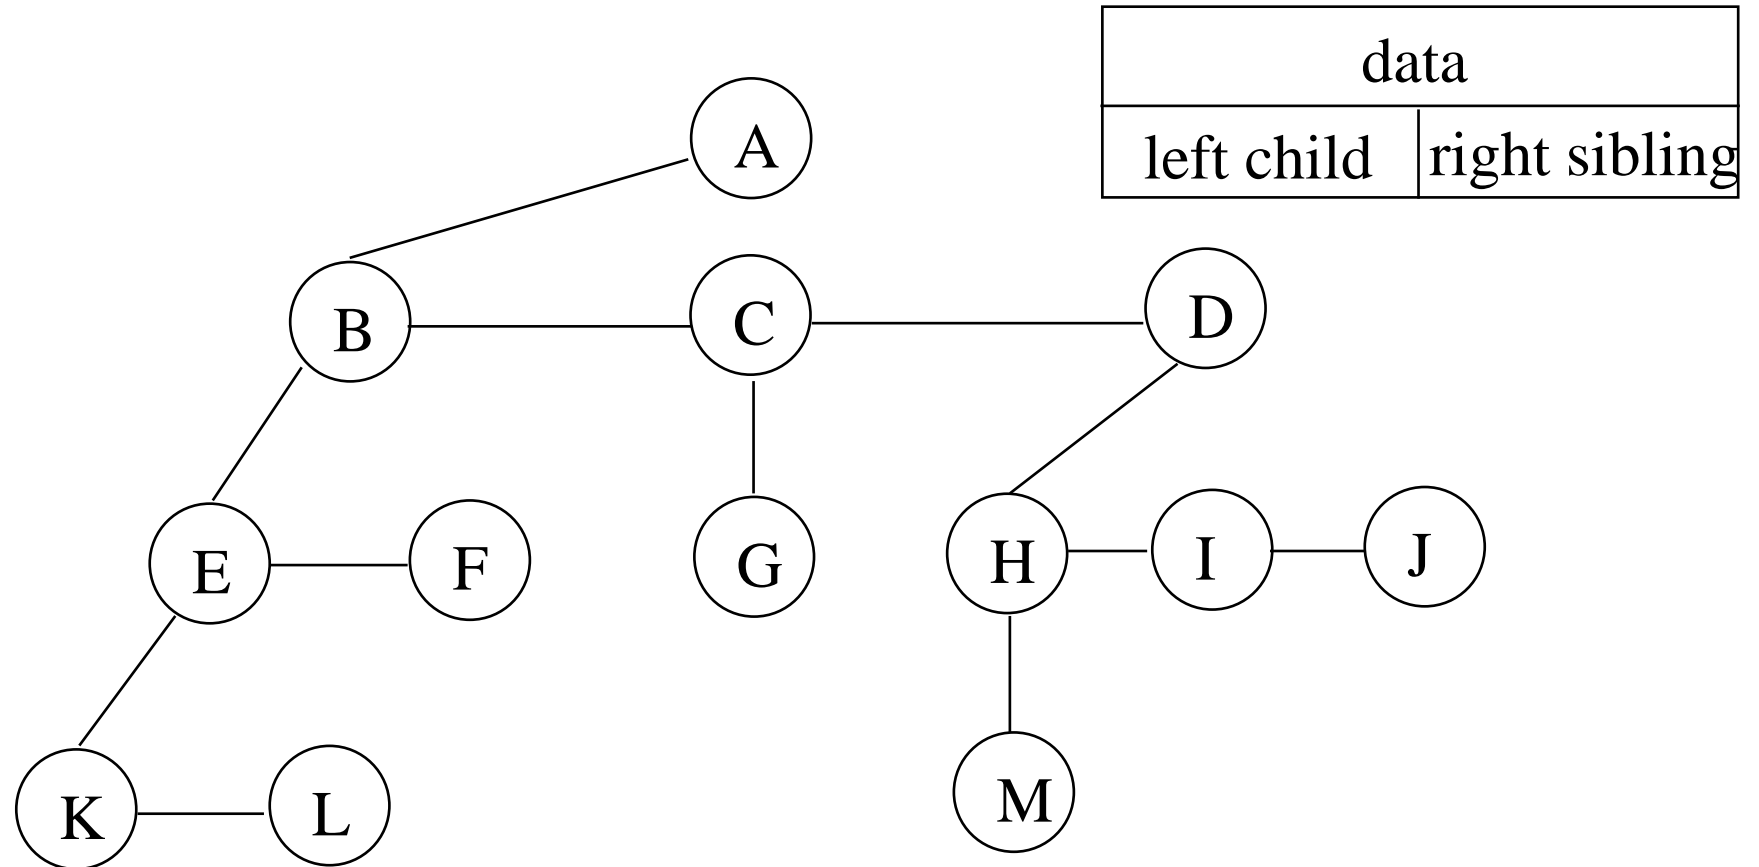 data
left child right sibling
A
B C D
E F G H I J
K L M